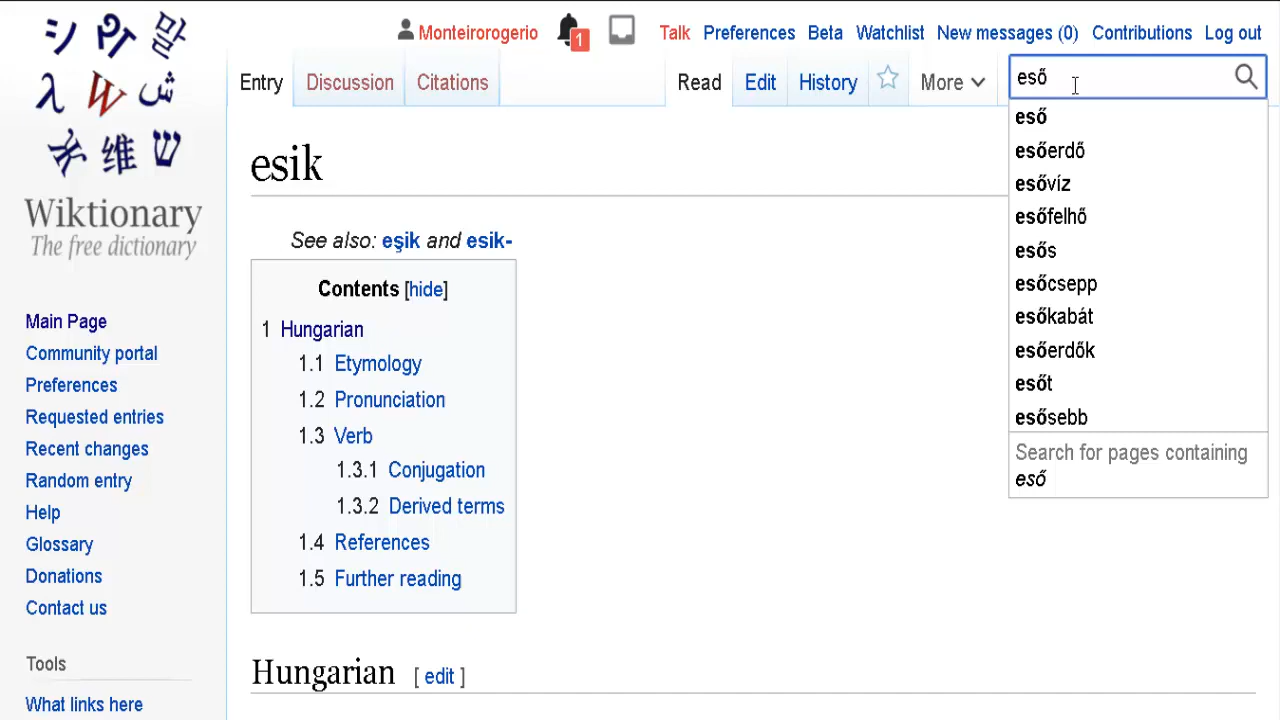 シ Й 말
λ W ش
维 ש
Wiktionary
The free dictionary
Monteirorogerio 1 Talk Preferences Beta Watchlist New messages (0) Contributions Log out
Entry Discussion Citations Read Edit History More eső
esik
See also: eşik and esik-
Contents [hide]
1 Hungarian
1.1 Etymology
1.2 Pronunciation
1.3 Verb
1.3.1 Conjugation
1.3.2 Derived terms
1.4 References
1.5 Further reading
Hungarian [ edit ]
eső
esőerdő
esővíz
esőfelhő
esős
esőcsepp
esőkabát
esőerdők
esőt
esősebb
Search for pages containing
eső
Main Page
Community portal
Preferences
Requested entries
Recent changes
Random entry
Help
Glossary
Donations
Contact us
Tools
What links here